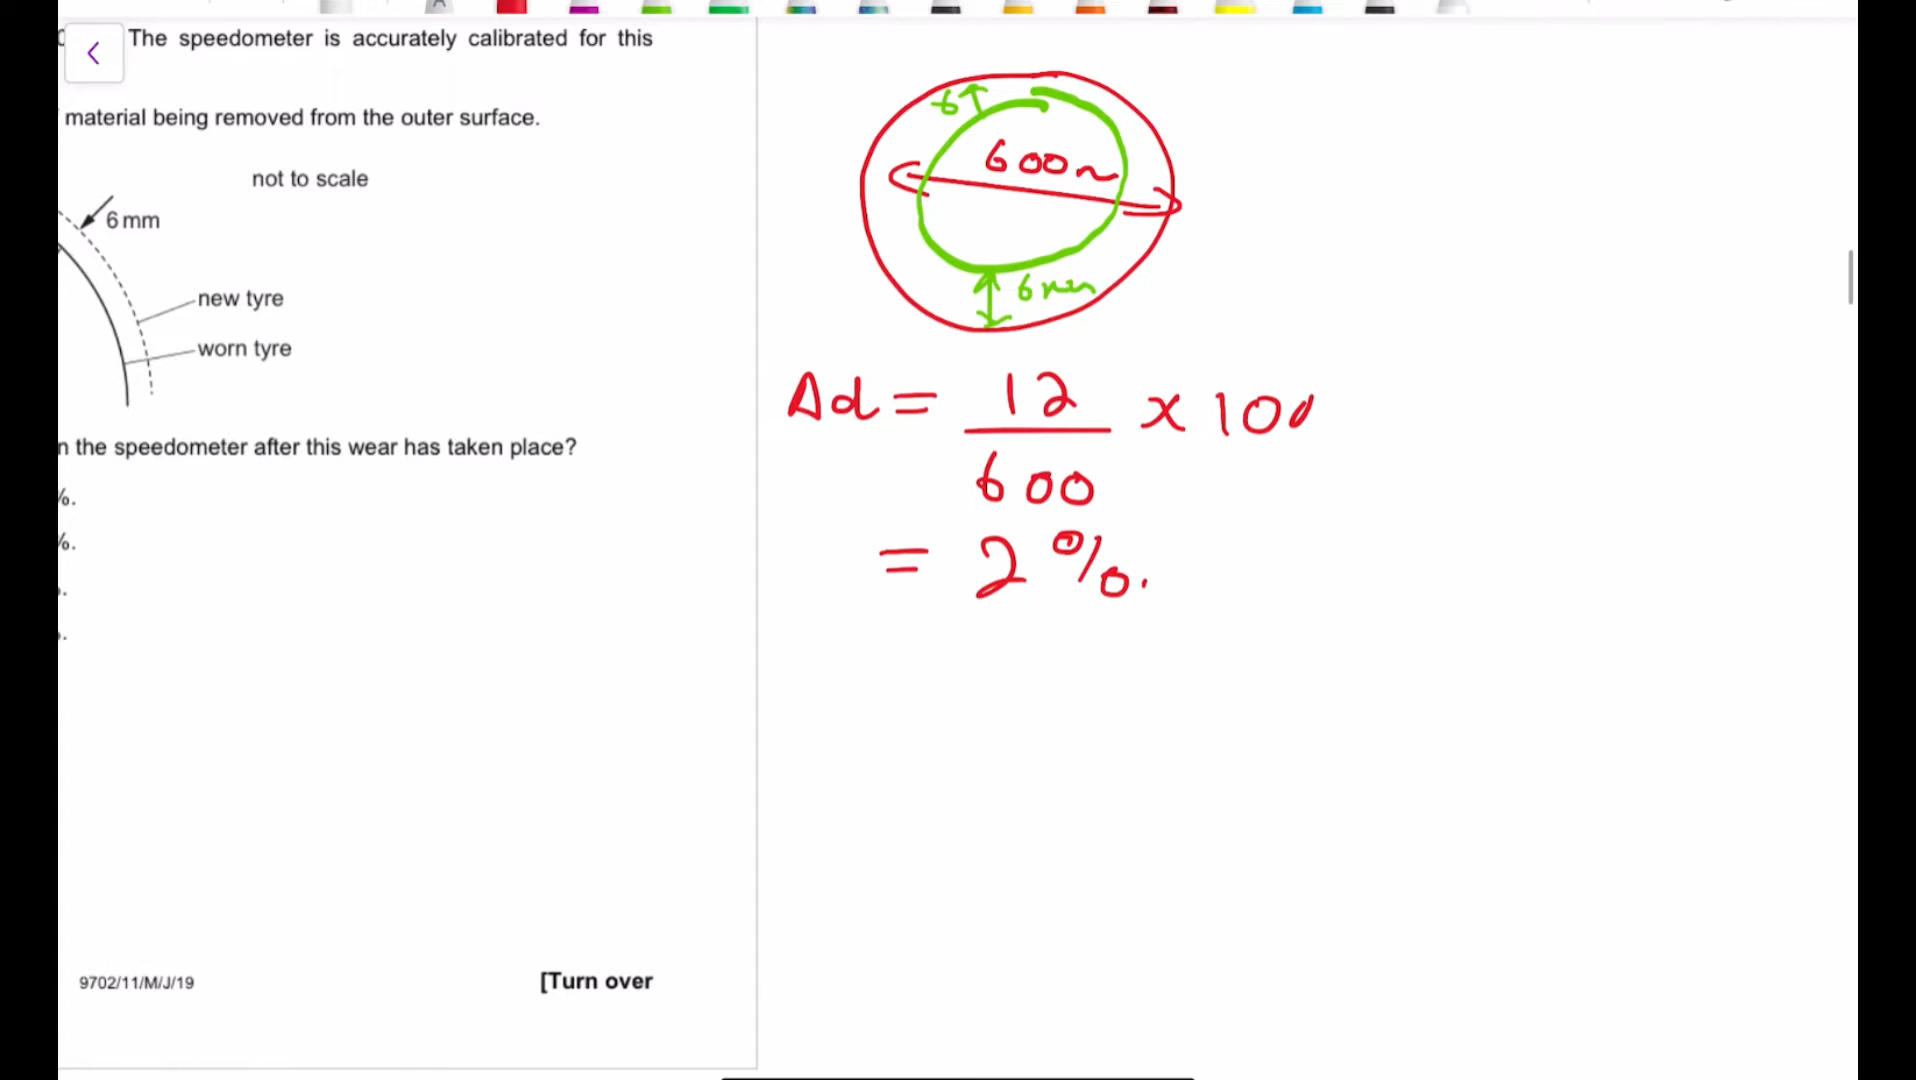 The speedometer is accurately calibrated for this
material being removed from the outer surface.
not to scale
6 mm
new tyre
worn tyre
n the speedometer after this wear has taken place?
%.
%.
9702/11/M/J/19
[Turn over
6
600
6 mm
Δd = 12 / 600 × 100
= 2 %.